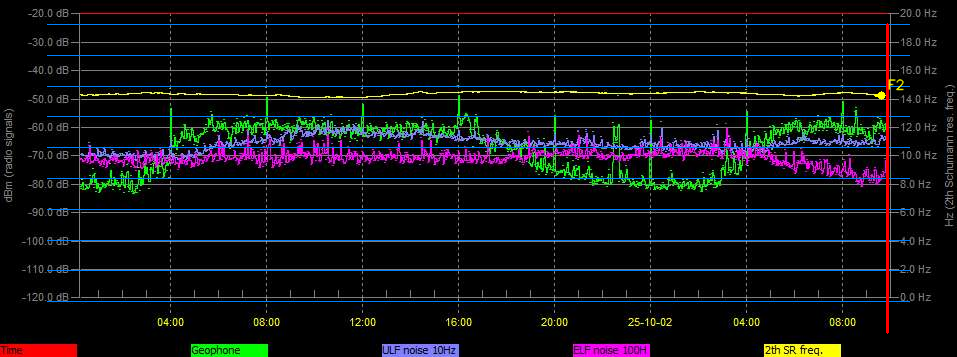 -20.0 dB 20.0 Hz
-30.0 dB 18.0 Hz
-40.0 dB 16.0 Hz
F2
-50.0 dB 14.0 Hz
-60.0 dB 12.0 Hz
-70.0 dB 10.0 Hz
-80.0 dB 8.0 Hz
-90.0 dB 6.0 Hz
-100.0 dB 4.0 Hz
-110.0 dB 2.0 Hz
-120.0 dB 0.0 Hz
dBm (radio signals)
Hz (2th Schumann res. freq.)
04:00 08:00 12:00 16:00 20:00 25-10-02 04:00 08:00
Time Geophone ULF noise 10Hz ELF noise 100H 2th SR freq.